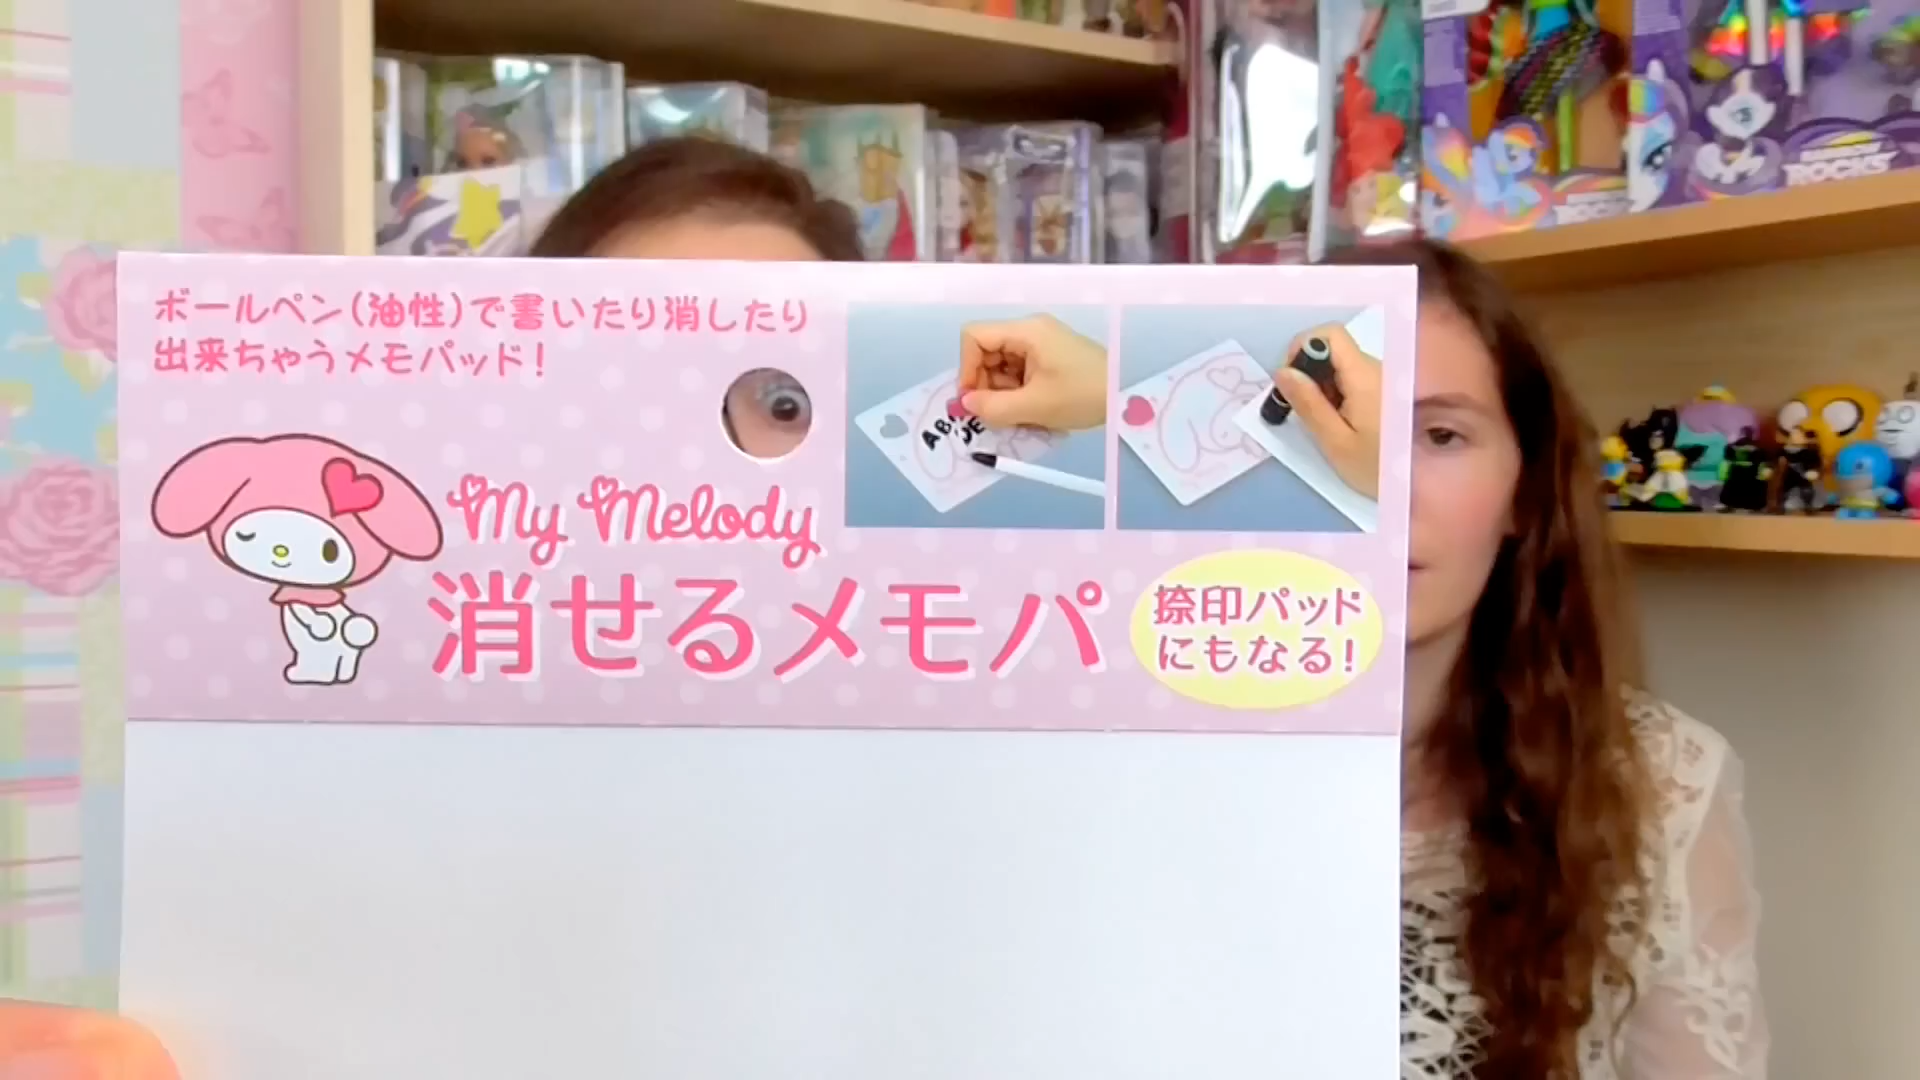 ボールペン(油性)で書いたり消したり
出来ちゃうメモパッド!
My Melody
消せるメモパ
捺印パッド
にもなる!
ROCKS